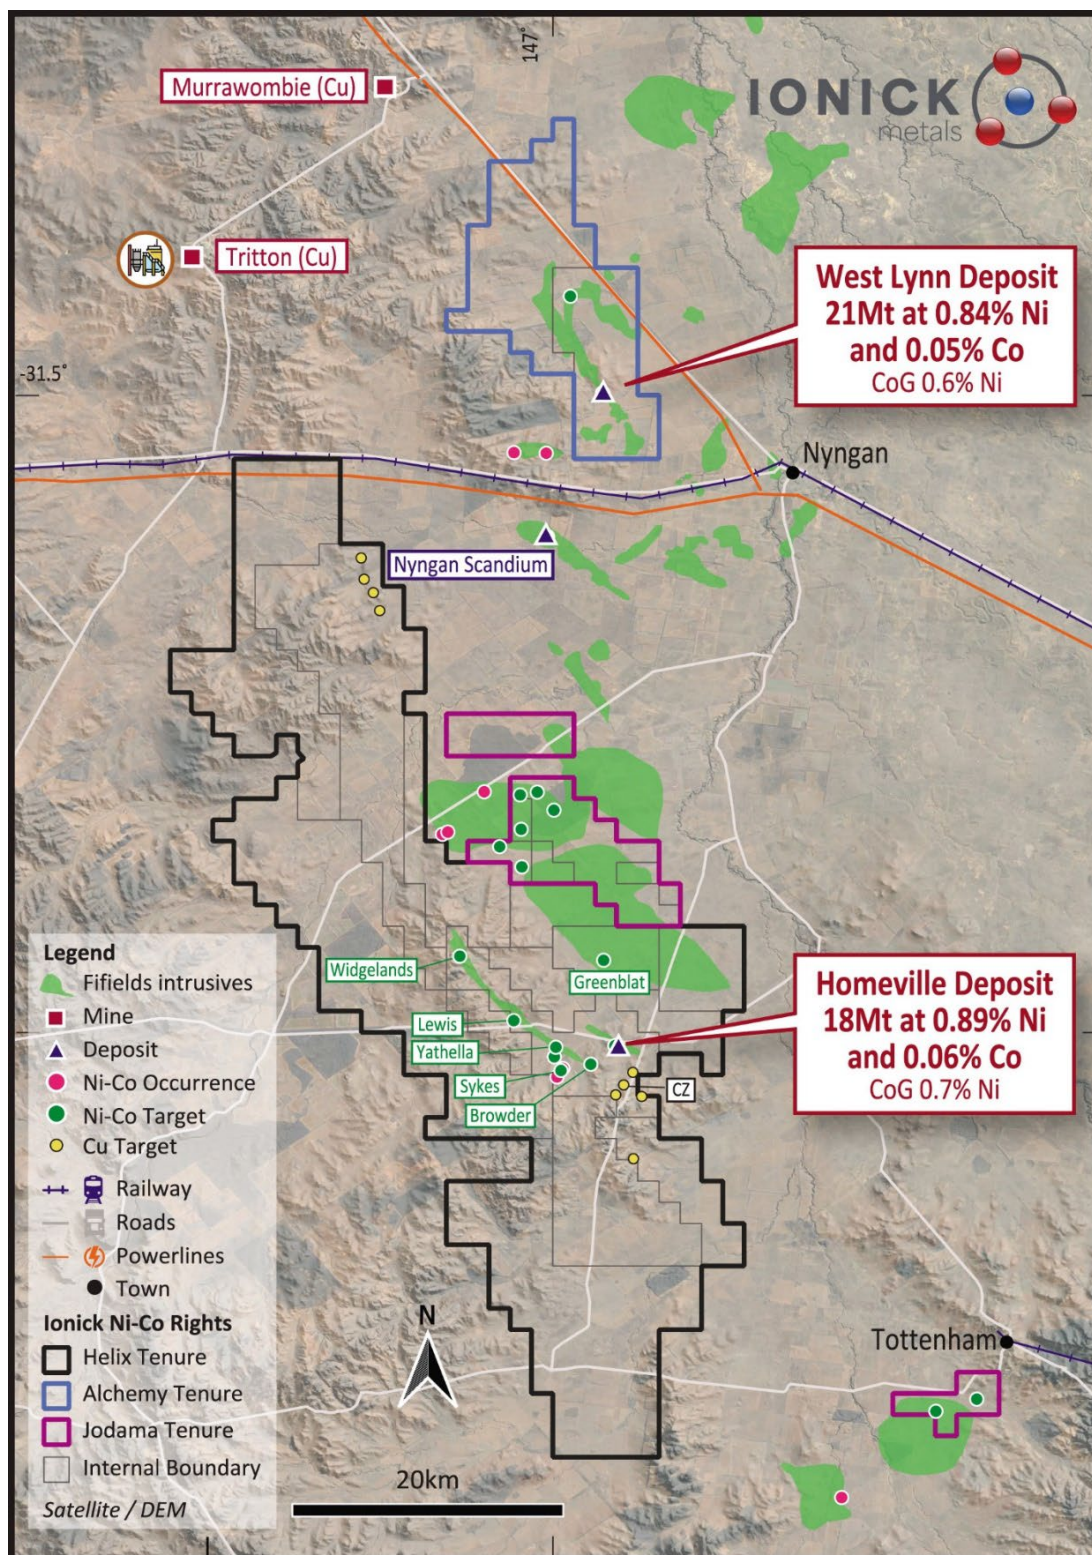 147°
IONICK
metals
Murrawombie (Cu)
Tritton (Cu)
West Lynn Deposit
21Mt at 0.84% Ni
and 0.05% Co
CoG 0.6% Ni
-31.5°
Nyngan
Nyngan Scandium
Widgelands
Greenblat
Lewis
Yathella
Sykes
Browder
CZ
Homeville Deposit
18Mt at 0.89% Ni
and 0.06% Co
CoG 0.7% Ni
Legend
Fifields intrusives
Mine
Deposit
Ni-Co Occurrence
Ni-Co Target
Cu Target
Railway
Roads
Powerlines
Town
Ionick Ni-Co Rights
Helix Tenure
Alchemy Tenure
Jodama Tenure
Internal Boundary
Satellite / DEM
N
20km
Tottenham